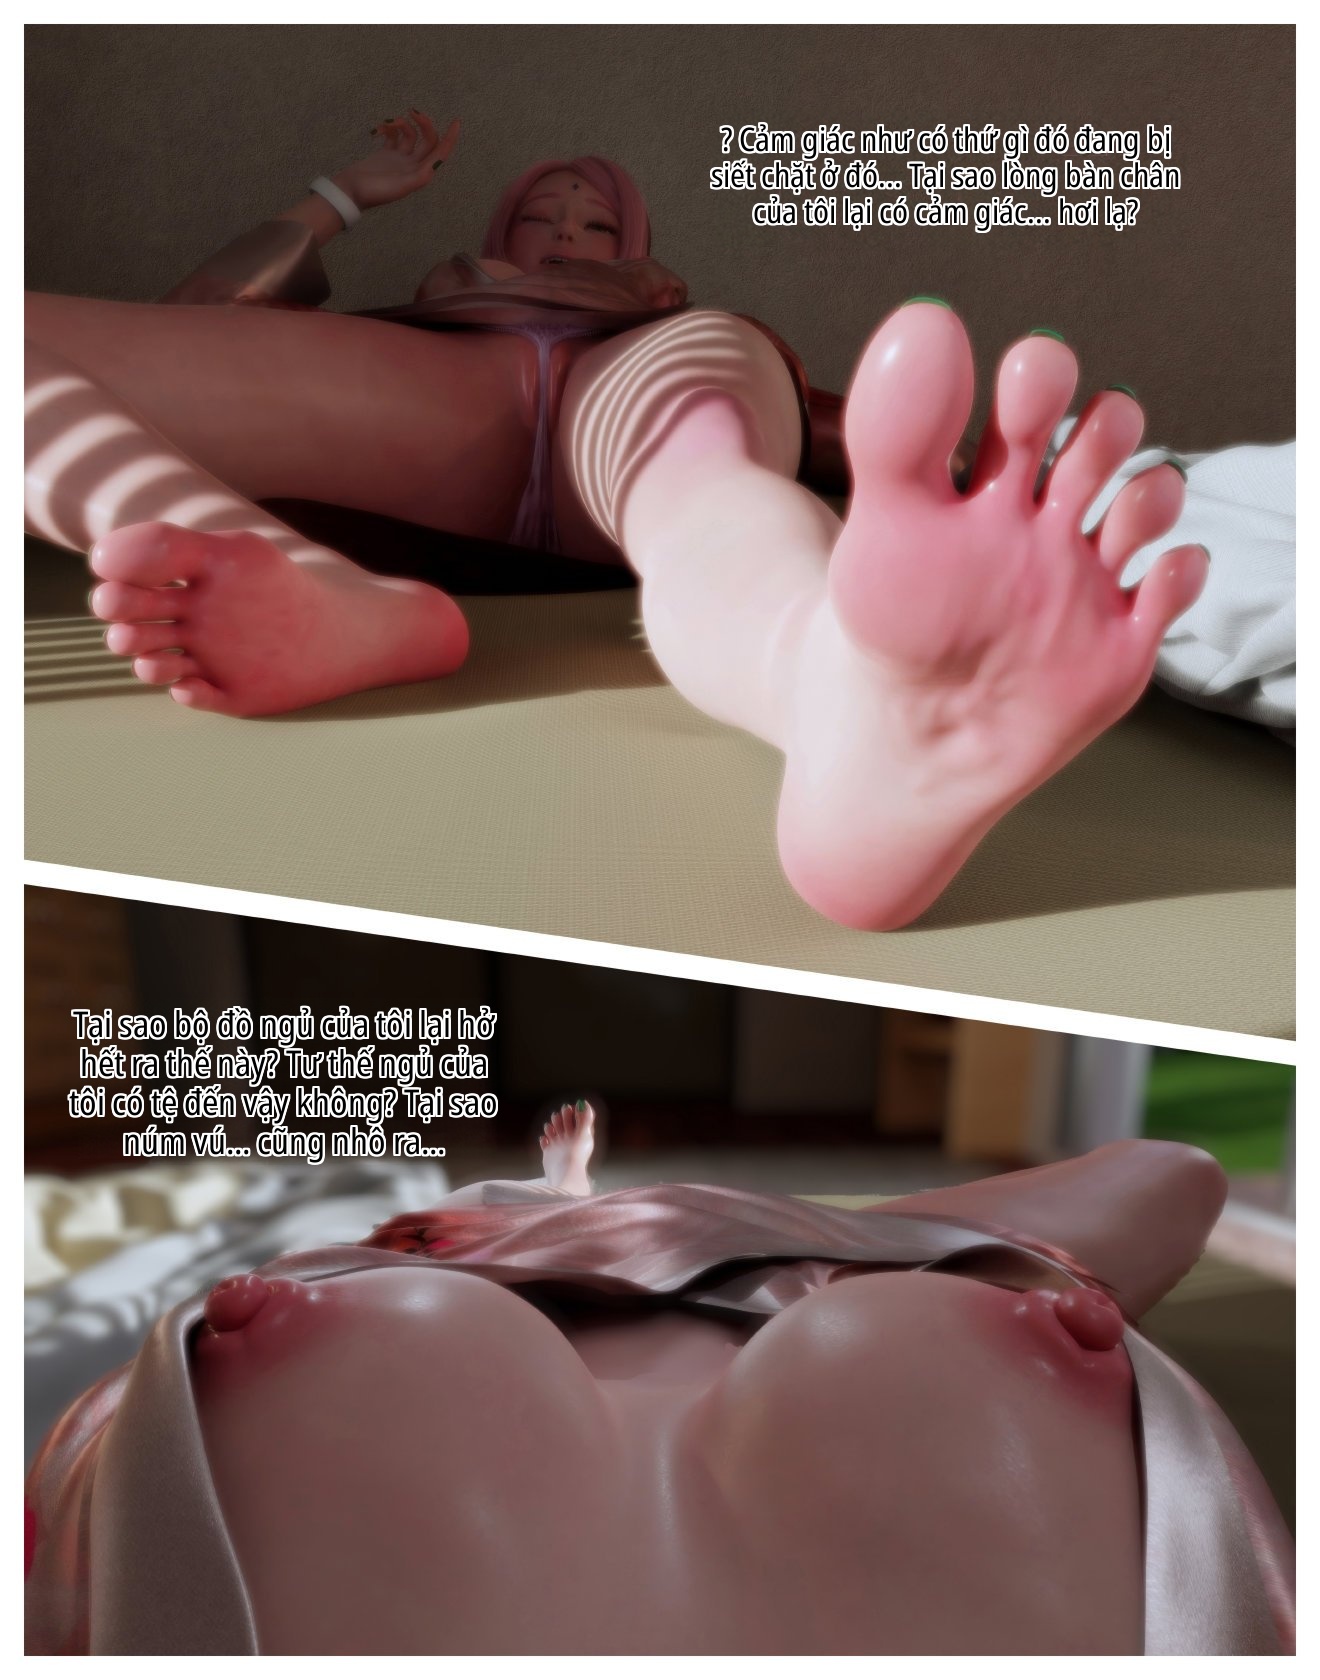 ? Cảm giác như có thứ gì đó đang bị
siết chặt ở đó... Tại sao lòng bàn chân
của tôi lại có cảm giác... hơi lạ?
Tại sao bộ đồ ngủ của tôi lại hở
hết ra thế này? Tư thế ngủ của
tôi có tệ đến vậy không? Tại sao
núm vú... cũng nhô ra...